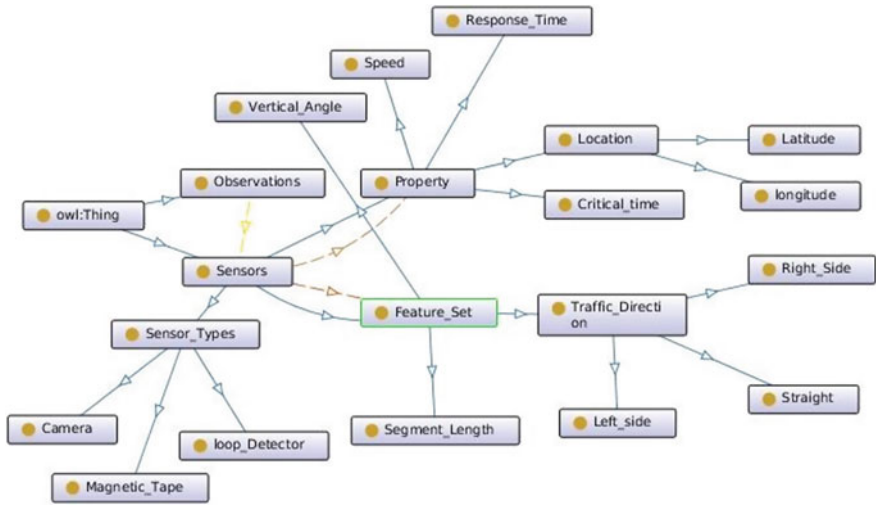 Response_Time
Speed
Vertical_Angle
Location
Latitude
Observations
Property
longitude
Critical_time
owl:Thing
Sensors
Right_Side
Feature_Set
Traffic_Directi
on
Sensor_Types
Straight
Camera
loop_Detector
Segment_Length
Left_side
Magnetic_Tape